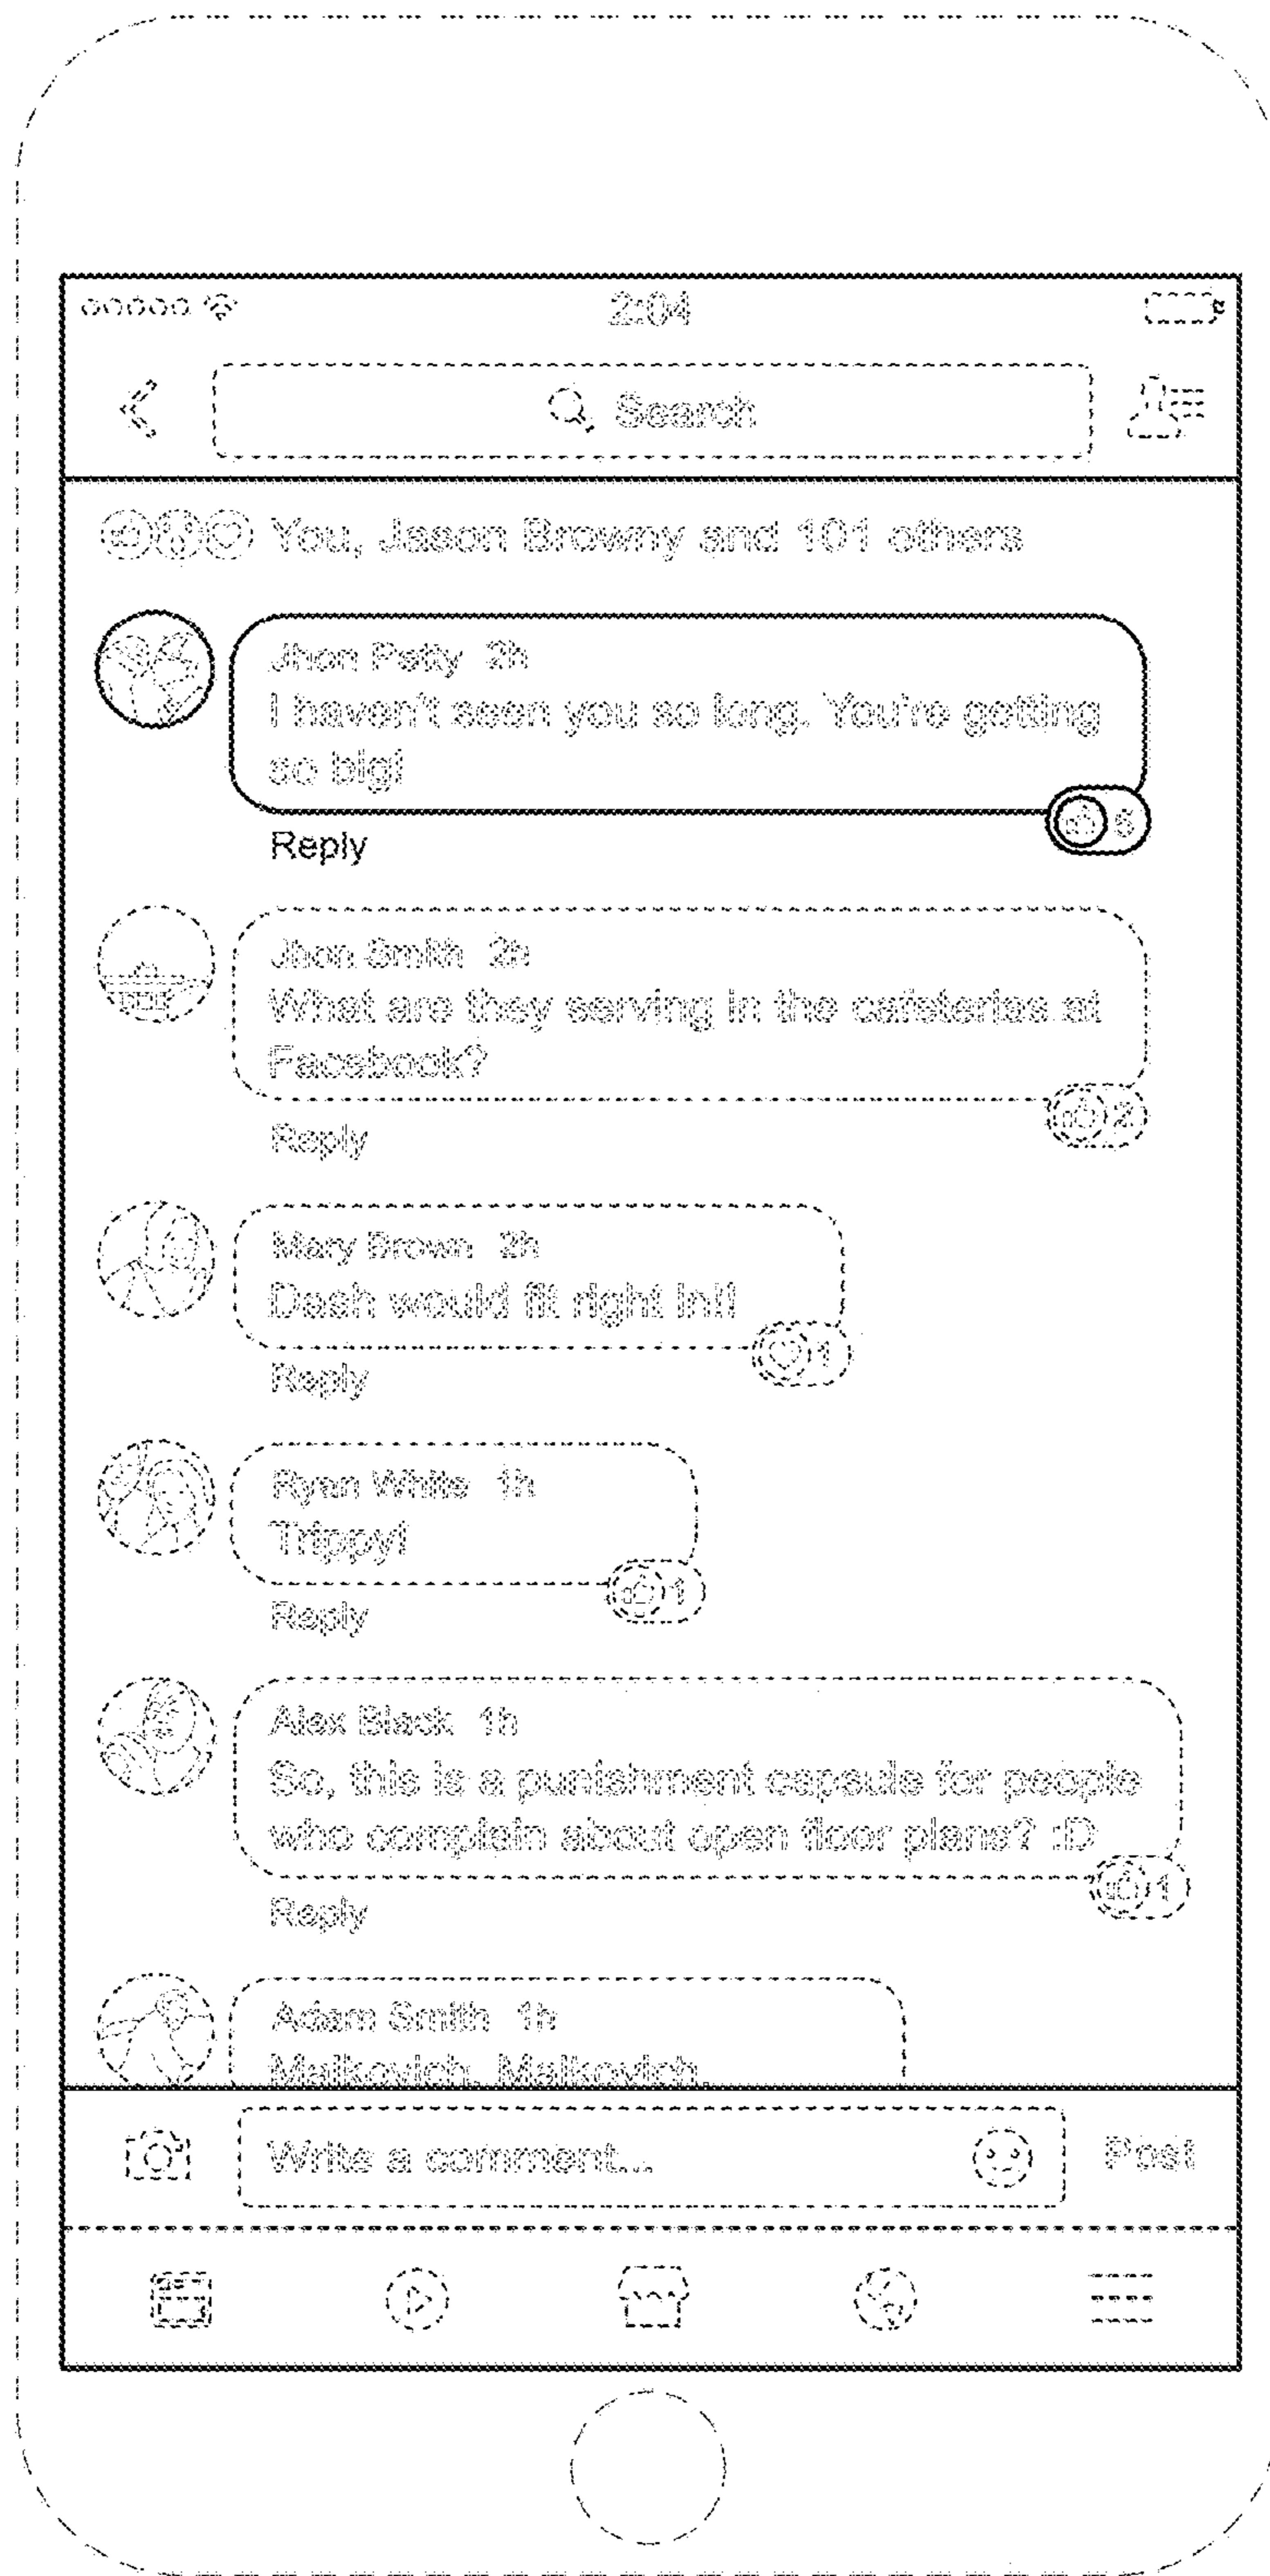 2:04
Search
You, Jason Browny and 101 others
Jhon Petty 2h
I haven't seen you so long. You're getting
so big!
6
Reply
Jhon Smith 2h
What are they serving in the cafeterias at
Facebook?
2
Reply
Mary Brown 2h
Dash would fit right in!!
1
Reply
Ryan White 1h
Trippy!
1
Reply
Alex Black 1h
So, this is a punishment capsule for people
who complain about open floor plans? :D
1
Reply
Adam Smith 1h
Malkovich. Malkovich.
Write a comment...
Post